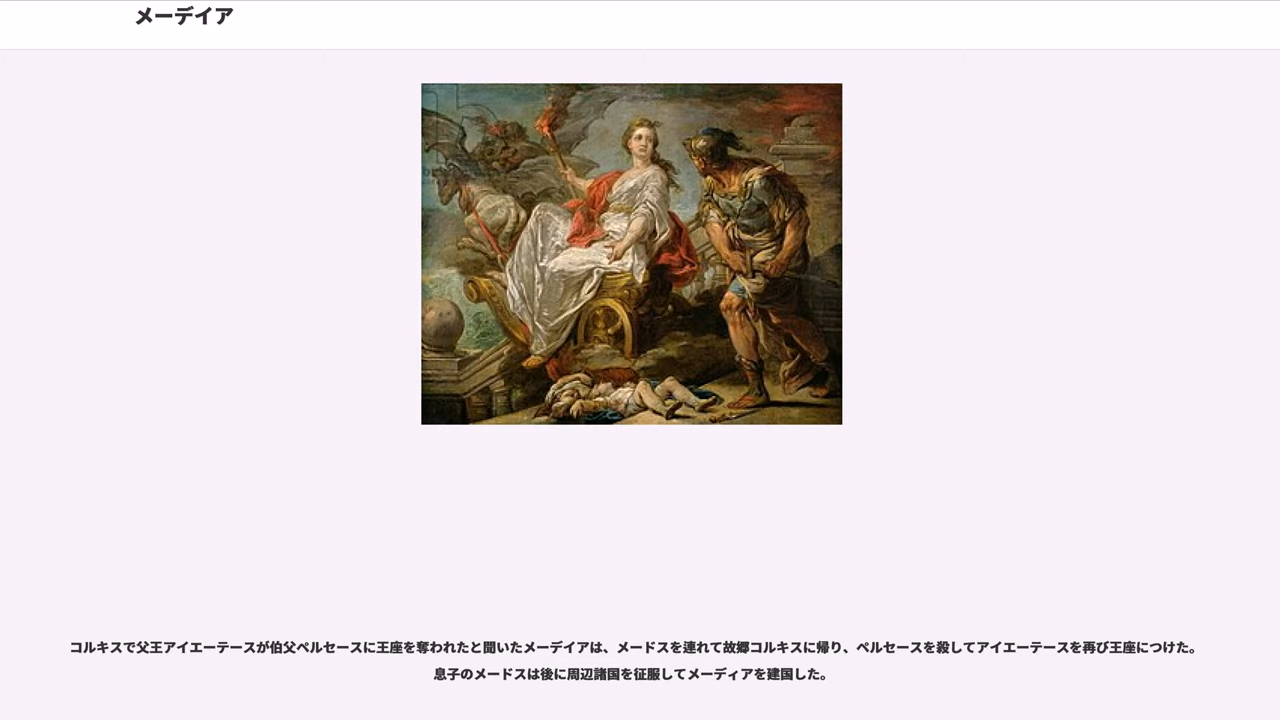 メーデイア
コルキスで父王アイエーテースが伯父ペルセースに王座を奪われたと聞いたメーデイアは、メードスを連れて故郷コルキスに帰り、ペルセースを殺してアイエーテースを再び王座につけた。
息子のメードスは後に周辺諸国を征服してメーディアを建国した。